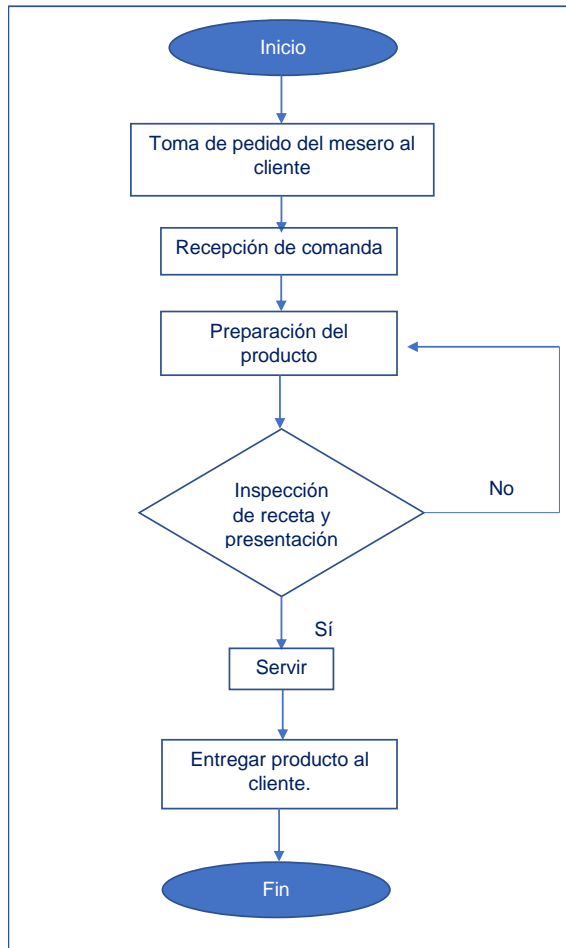 Inicio
Toma de pedido del mesero al
cliente
Recepción de comanda
Preparación del
producto
Inspección
de receta y
presentación
No
Sí
Servir
Entregar producto al
cliente.
Fin